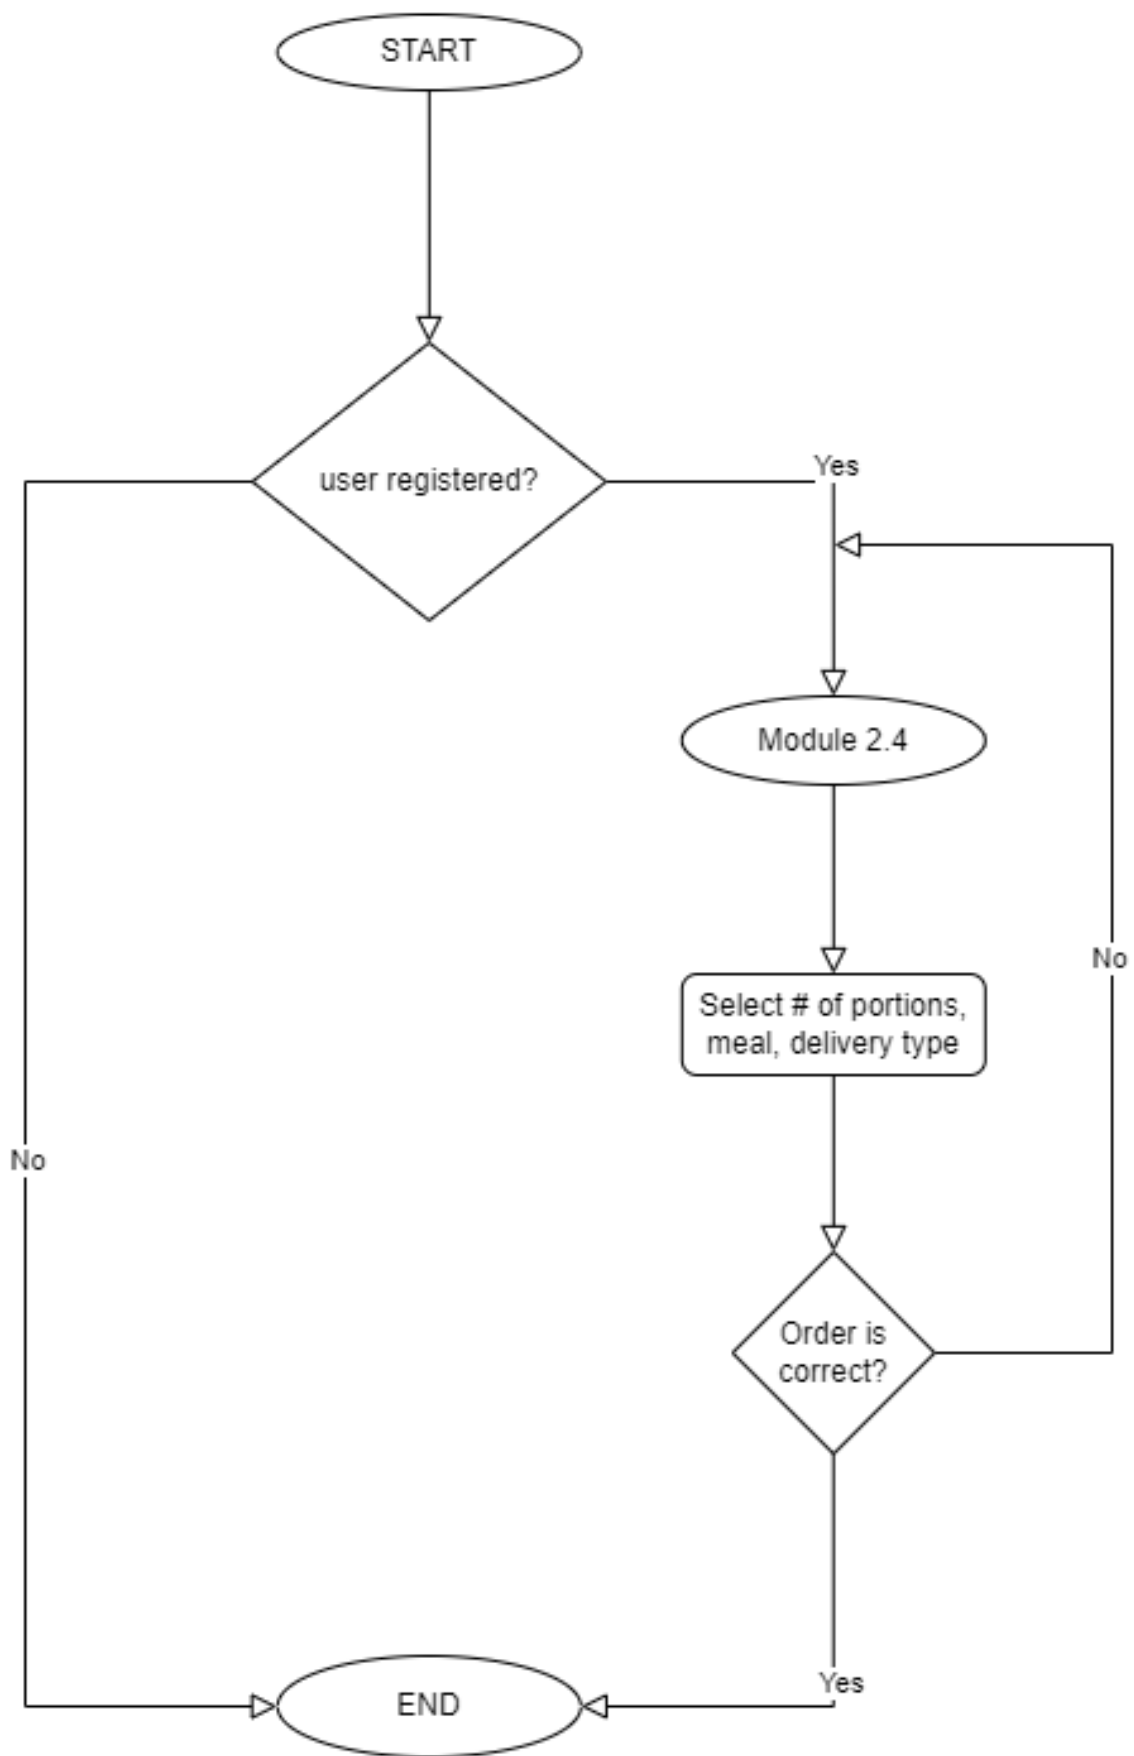 START
user registered?
Yes
Module 2.4
Select # of portions,
meal, delivery type
No
Order is
correct?
No
Yes
END